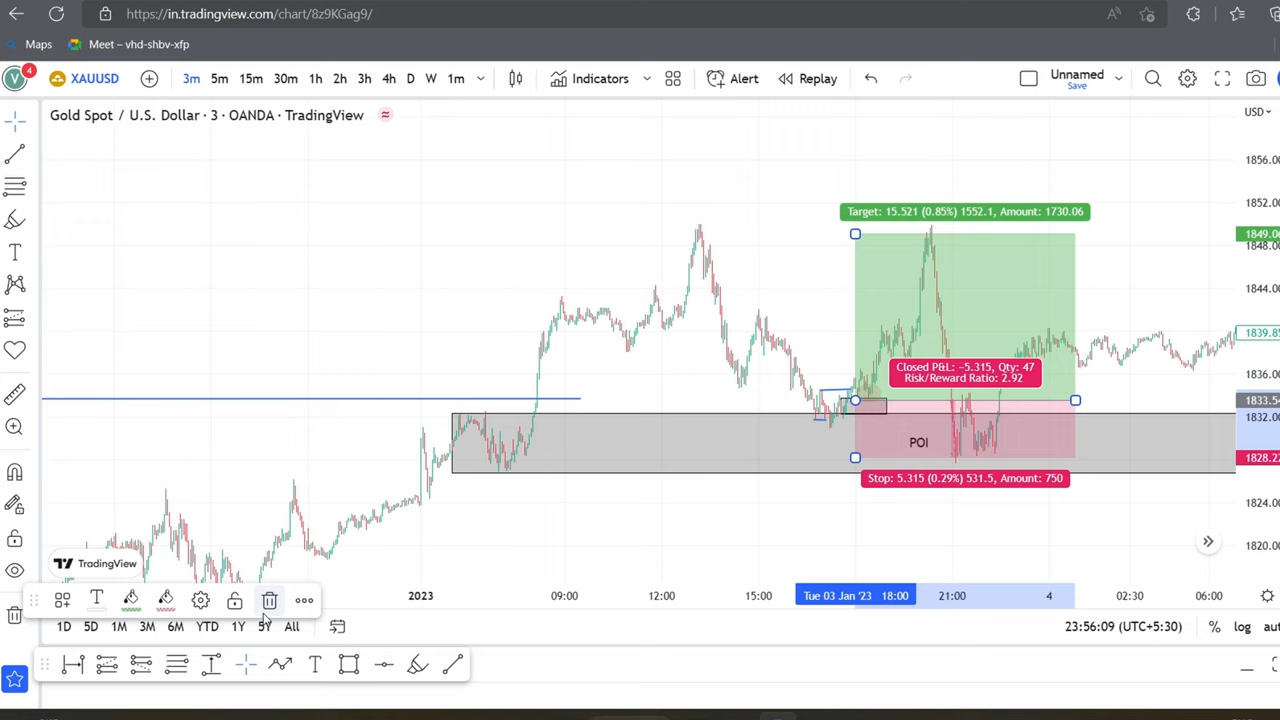 https://in.tradingview.com/chart/8z9KGag9/
Maps Meet – vhd-shbv-xfp
V 4 XAUUSD 3m 5m 15m 30m 1h 2h 3h 4h D W 1m Indicators Alert Replay Unnamed
Save
Gold Spot / U.S. Dollar · 3 · OANDA · TradingView
USD
1856.00
1852.00
Target: 15.521 (0.85%) 1552.1, Amount: 1730.06
1849.06
1848.00
1844.00
1840.00
1839.85
Closed P&L: −5.315, Qty: 47
Risk/Reward Ratio: 2.92
1836.00
1833.54
1832.00
POI
1828.22
Stop: 5.315 (0.29%) 531.5, Amount: 750
1824.00
1820.00
TradingView
2023 09:00 12:00 15:00 Tue 03 Jan '23 18:00 21:00 4 02:30 06:00
1D 5D 1M 3M 6M YTD 1Y 5Y All 23:56:09 (UTC+5:30) % log